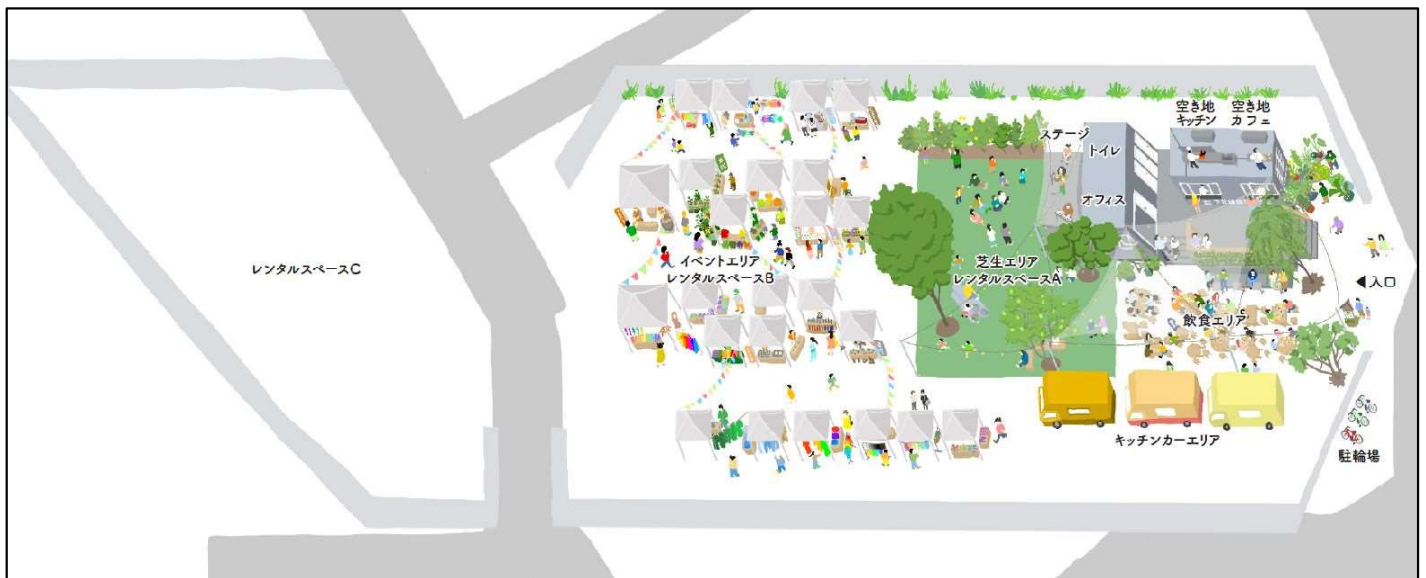 空き地
キッチン
空き地
カフェ
ステージ
トイレ
オフィス
イベントエリア
レンタルスペースB
芝生エリア
レンタルスペースA
レンタルスペースC
◀入口
飲食エリア
キッチンカーエリア
駐輪場